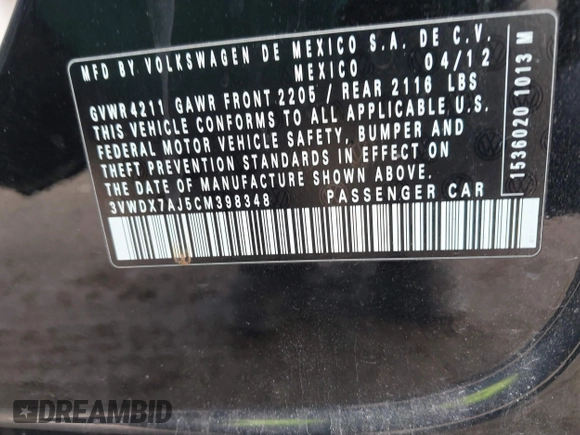 MFD BY VOLKSWAGEN DE MEXICO S.A. DE C.V.
MEXICO 04/12
GVWR4211 GAWR FRONT 2205 / REAR 2116 LBS
THIS VEHICLE CONFORMS TO ALL APPLICABLE U.S.
FEDERAL MOTOR VEHICLE SAFETY, BUMPER AND
THEFT PREVENTION STANDARDS IN EFFECT ON
THE DATE OF MANUFACTURE SHOWN ABOVE.
3VWDX7AJ5CM398348 PASSENGER CAR
1536020 1013 M
DREAMBID